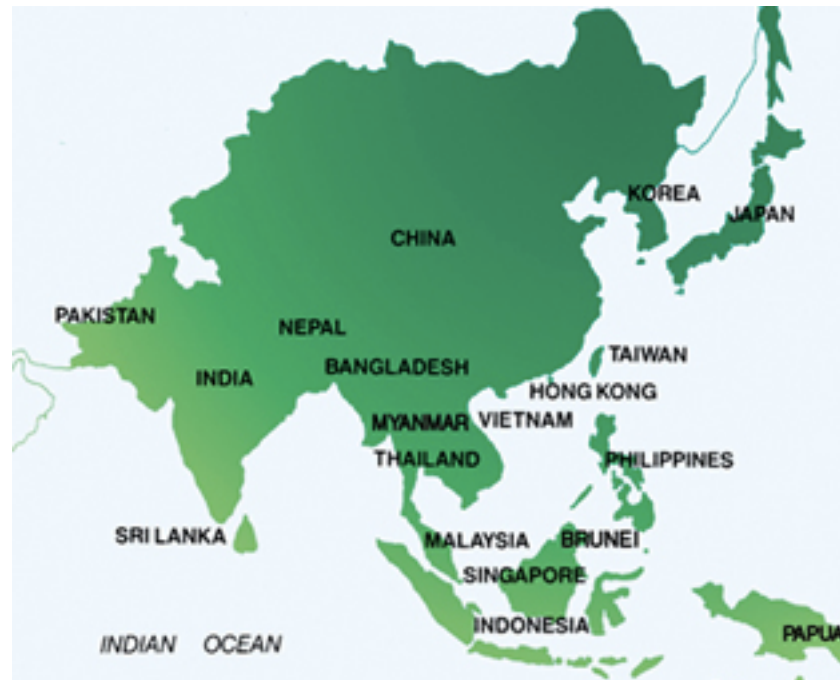 KOREA
JAPAN
CHINA
PAKISTAN
NEPAL
TAIWAN
BANGLADESH
INDIA
HONG KONG
MYANMAR
VIETNAM
THAILAND
PHILIPPINES
SRI LANKA
MALAYSIA
BRUNEI
SINGAPORE
INDONESIA
PAPUA
INDIAN OCEAN